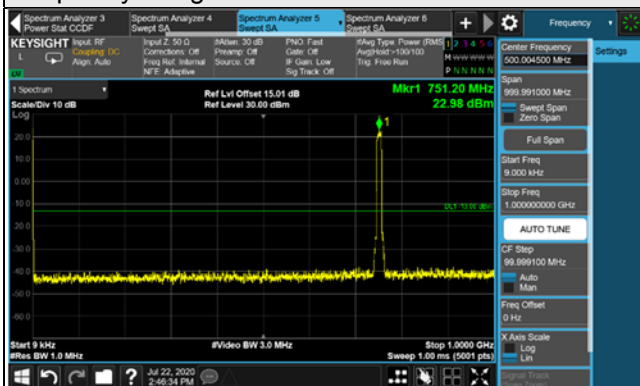 Spectrum Analyzer 3
Power Stat CCDF
Spectrum Analyzer 4
Swept SA
Spectrum Analyzer 5
Swept SA
Spectrum Analyzer 6
Swept SA
+
Frequency
KEYSIGHT
L
Input: RF
Coupling: DC
Align: Auto
Input Z: 50 Ω
Corrections: Off
Freq Ref: Internal
NFE: Adaptive
#Atten: 30 dB
Preamp: Off
Source: Off
PNO: Fast
Gate: Off
IF Gain: Low
Sig Track: Off
#Avg Type: Power (RMS)
Avg|Hold:>100/100
Trig: Free Run
1 2 3 4 5 6
M W W W W W
P N N N N N
1 Spectrum
Scale/Div 10 dB
Log
Ref Lvl Offset 15.01 dB
Ref Level 30.00 dBm
Mkr1 751.20 MHz
22.98 dBm
1
20.0
10.0
0.00
-10.0
-20.0
-30.0
-40.0
-50.0
-60.0
DL1 -13.00 dBm
Start 9 kHz
#Res BW 1.0 MHz
#Video BW 3.0 MHz
Stop 1.0000 GHz
Sweep 1.00 ms (5001 pts)
Jul 22, 2020
2:46:34 PM
Center Frequency
500.004500 MHz
Settings
Span
999.991000 MHz
Swept Span
Zero Span
Full Span
Start Freq
9.000 kHz
Stop Freq
1.000000000 GHz
AUTO TUNE
CF Step
99.999100 MHz
Auto
Man
Freq Offset
0 Hz
X Axis Scale
Log
Lin
Signal Track